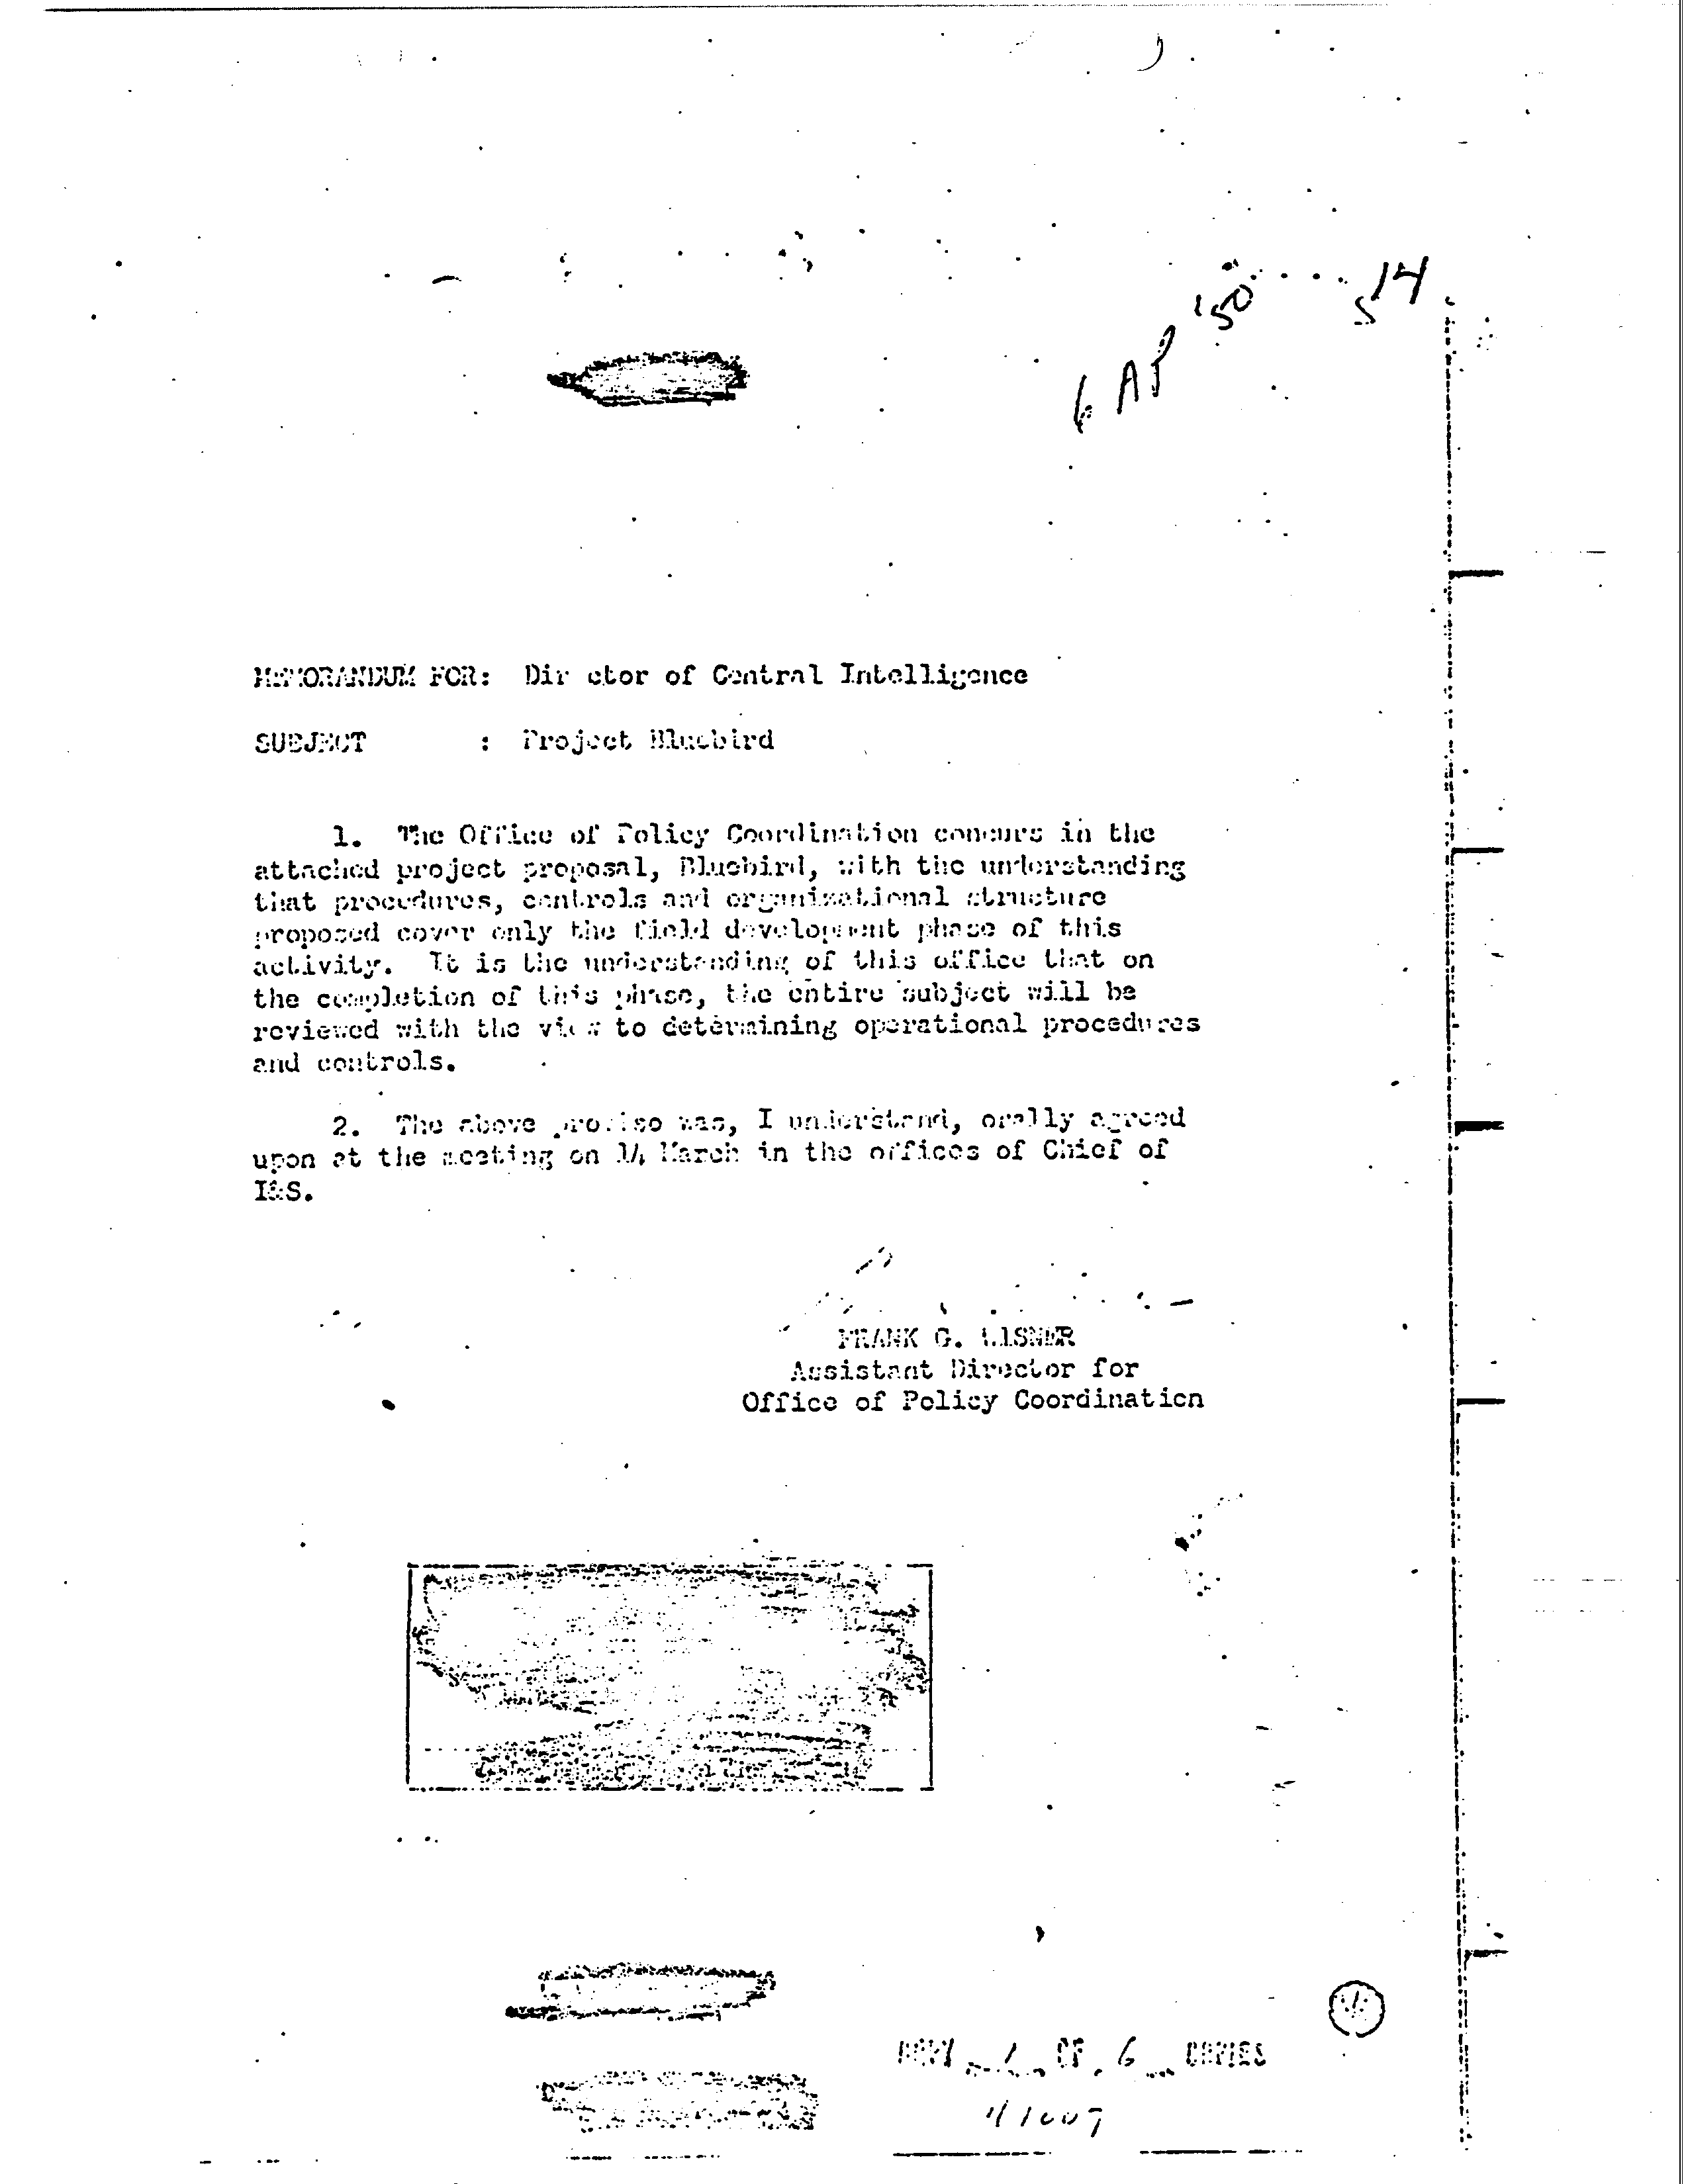 14
6 AP '50
MEMORANDUM FOR: Dir ctor of Central Intelligence
SUBJECT : Project Bluebird
1. The Office of Policy Coordination concurs in the
attached project proposal, Bluebird, with the understanding
that procedures, controls and organizational structure
proposed cover only the field development phase of this
activity. It is the understanding of this office that on
the completion of this phase, the entire subject will be
reviewed with the view to determining operational procedures
and controls.
2. The above proviso was, I understand, orally agreed
upon at the meeting on 14 March in the offices of Chief of
I&S.
FRANK G. WISNER
Assistant Director for
Office of Policy Coordination
COPY 1 OF 6 COPIES